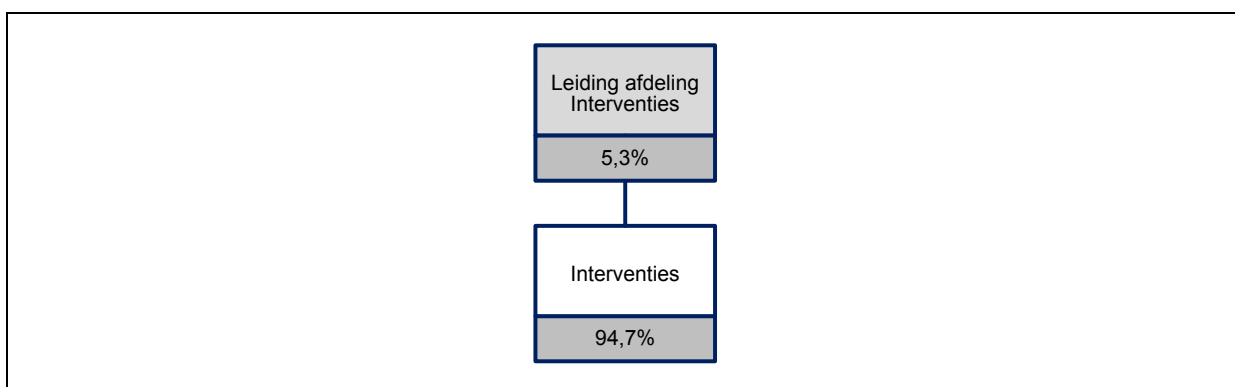 Leiding afdeling
Interventies
5,3%
Interventies
94,7%